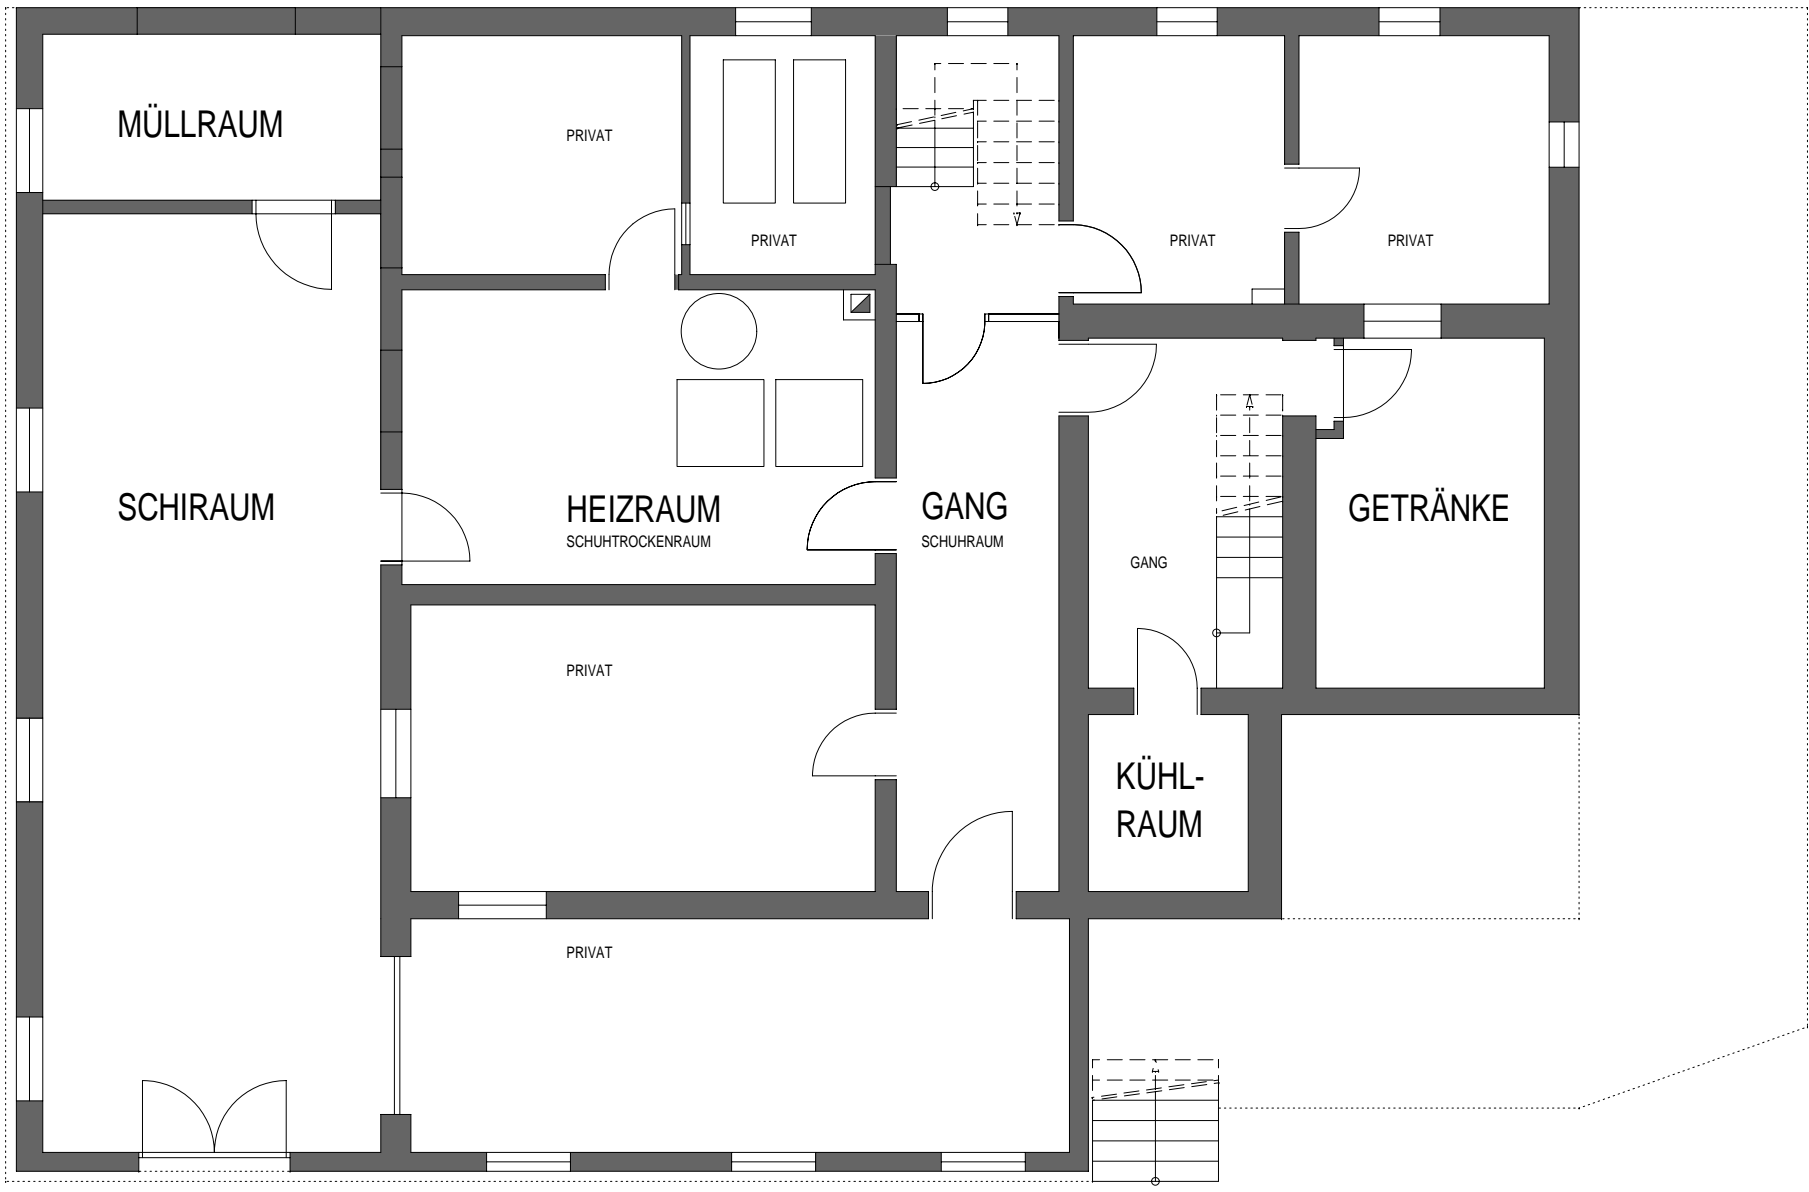 MÜLLRAUM
PRIVAT
PRIVAT
PRIVAT
PRIVAT
SCHIRAUM
HEIZRAUM
SCHUHTROCKENRAUM
GANG
SCHUHRAUM
GANG
GETRÄNKE
PRIVAT
KÜHL-
RAUM
PRIVAT